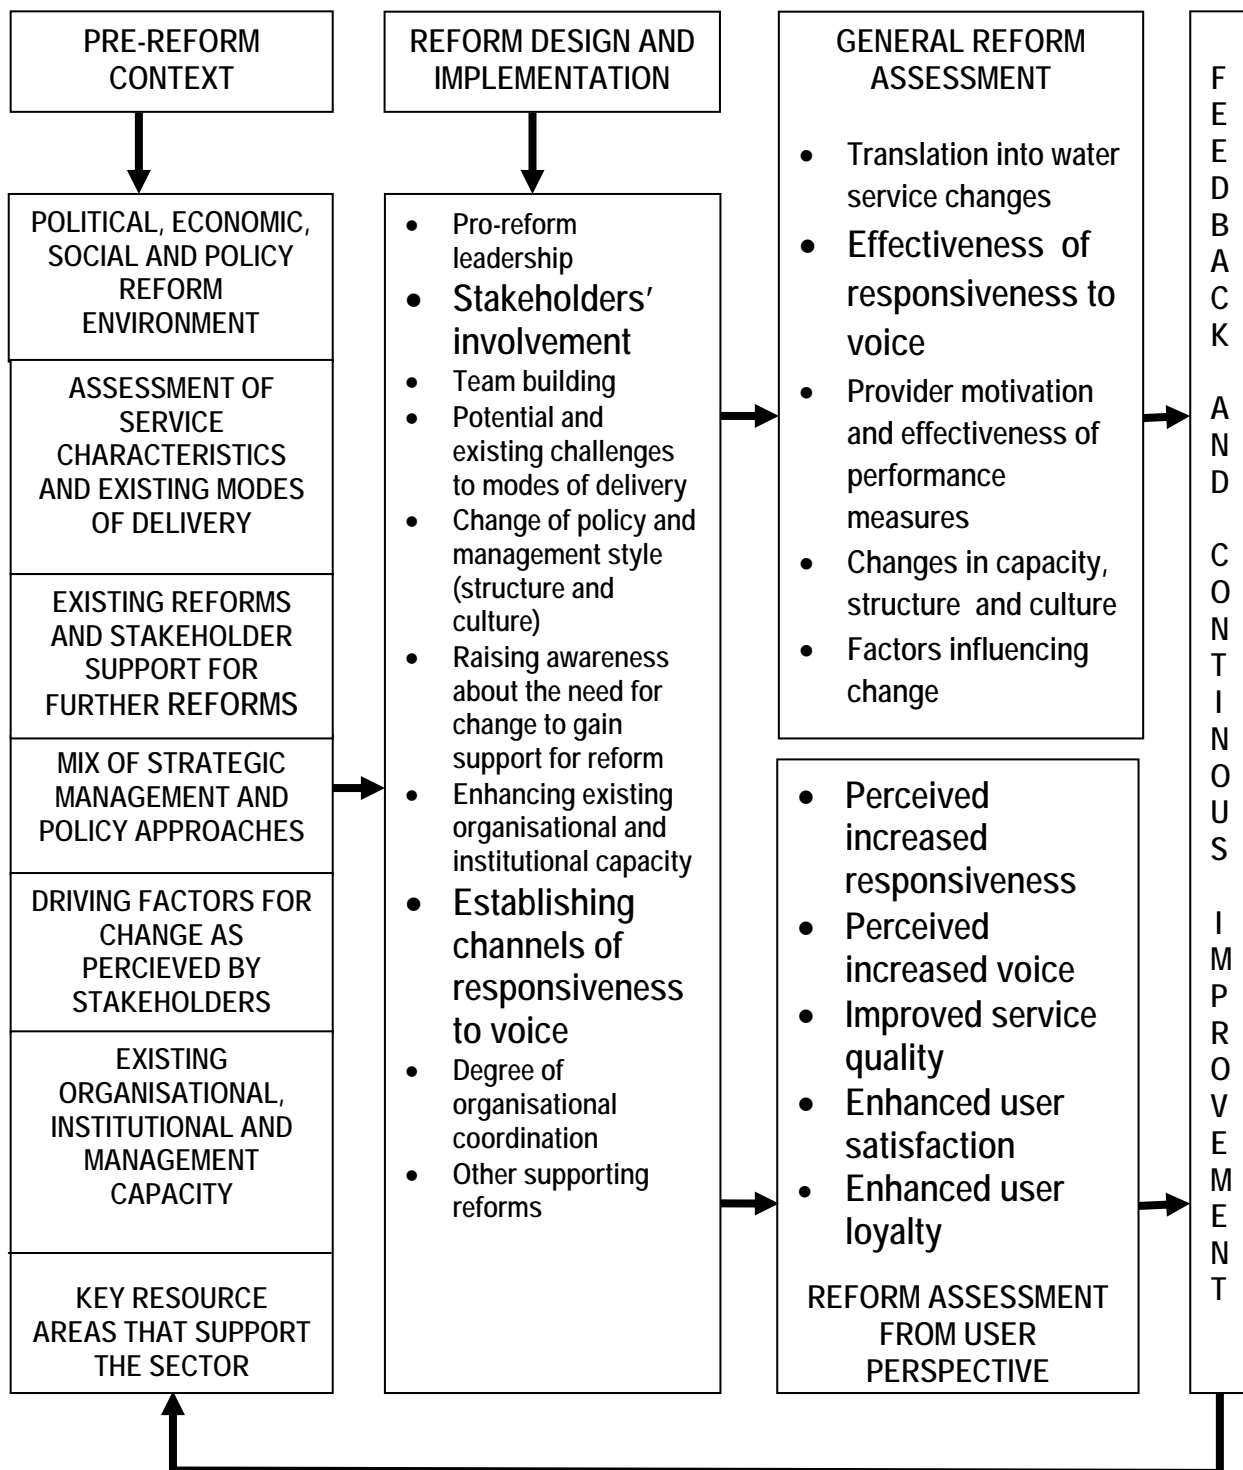 PRE-REFORM
CONTEXT
POLITICAL, ECONOMIC,
SOCIAL AND POLICY
REFORM
ENVIRONMENT
ASSESSMENT OF
SERVICE
CHARACTERISTICS
AND EXISTING MODES
OF DELIVERY
EXISTING REFORMS
AND STAKEHOLDER
SUPPORT FOR
FURTHER REFORMS
MIX OF STRATEGIC
MANAGEMENT AND
POLICY APPROACHES
DRIVING FACTORS FOR
CHANGE AS
PERCIEVED BY
STAKEHOLDERS
EXISTING
ORGANISATIONAL,
INSTITUTIONAL AND
MANAGEMENT
CAPACITY
KEY RESOURCE
AREAS THAT SUPPORT
THE SECTOR
REFORM DESIGN AND
IMPLEMENTATION
• Pro-reform
leadership
• Stakeholders’
involvement
• Team building
• Potential and
existing challenges
to modes of delivery
• Change of policy and
management style
(structure and
culture)
• Raising awareness
about the need for
change to gain
support for reform
• Enhancing existing
organisational and
institutional capacity
• Establishing
channels of
responsiveness
to voice
• Degree of
organisational
coordination
• Other supporting
reforms
GENERAL REFORM
ASSESSMENT
• Translation into water
service changes
• Effectiveness of
responsiveness to
voice
• Provider motivation
and effectiveness of
performance
measures
• Changes in capacity,
structure and culture
• Factors influencing
change
• Perceived
increased
responsiveness
• Perceived
increased voice
• Improved service
quality
• Enhanced user
satisfaction
• Enhanced user
loyalty
REFORM ASSESSMENT
FROM USER
PERSPECTIVE
FEEDBACK AND CONTINOUS IMPROVEMENT